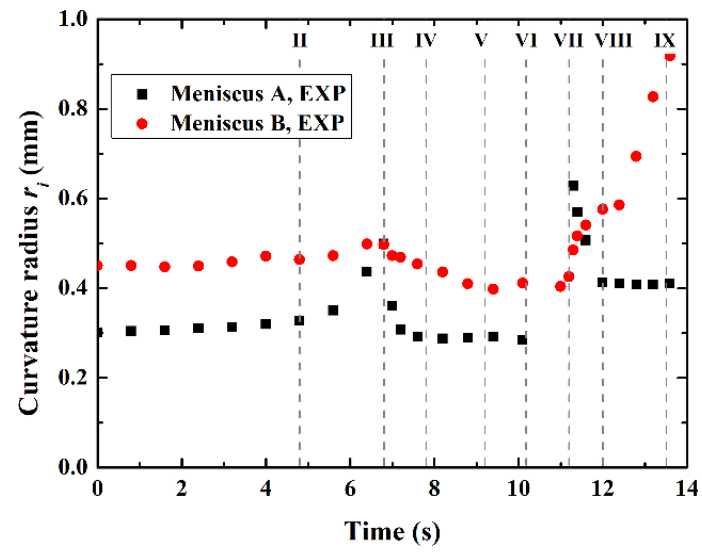 1.0
II III IV V VI VII VIII IX
Meniscus A, EXP
Meniscus B, EXP
0.8
0.6
0.4
0.2
0.0
Curvature radius rᵢ (mm)
0 2 4 6 8 10 12 14
Time (s)